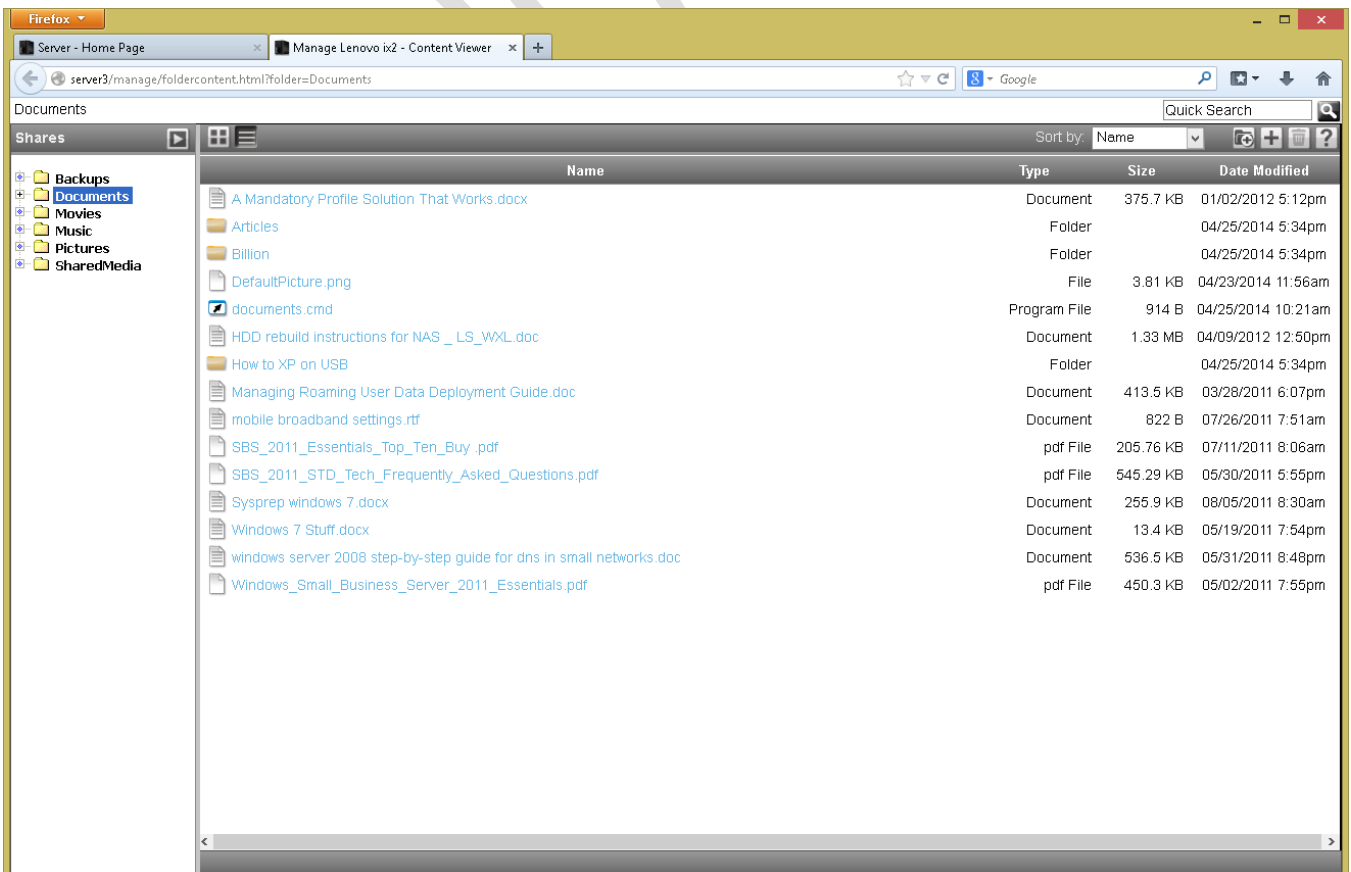 Firefox
Server - Home Page
Manage Lenovo ix2 - Content Viewer
server3/manage/foldercontent.html?folder=Documents
Google
Documents
Quick Search
Shares
Sort by: Name
Backups
Documents
Movies
Music
Pictures
SharedMedia
Name Type Size Date Modified
A Mandatory Profile Solution That Works.docx Document 375.7 KB 01/02/2012 5:12pm
Articles Folder 04/25/2014 5:34pm
Billion Folder 04/25/2014 5:34pm
DefaultPicture.png File 3.81 KB 04/23/2014 11:56am
documents.cmd Program File 914 B 04/25/2014 10:21am
HDD rebuild instructions for NAS _ LS_WXL.doc Document 1.33 MB 04/09/2012 12:50pm
How to XP on USB Folder 04/25/2014 5:34pm
Managing Roaming User Data Deployment Guide.doc Document 413.5 KB 03/28/2011 6:07pm
mobile broadband settings.rtf Document 822 B 07/26/2011 7:51am
SBS_2011_Essentials_Top_Ten_Buy .pdf pdf File 205.76 KB 07/11/2011 8:06am
SBS_2011_STD_Tech_Frequently_Asked_Questions.pdf pdf File 545.29 KB 05/30/2011 5:55pm
Sysprep windows 7.docx Document 255.9 KB 08/05/2011 8:30am
Windows 7 Stuff.docx Document 13.4 KB 05/19/2011 7:54pm
windows server 2008 step-by-step guide for dns in small networks.doc Document 536.5 KB 05/31/2011 8:48pm
Windows_Small_Business_Server_2011_Essentials.pdf pdf File 450.3 KB 05/02/2011 7:55pm